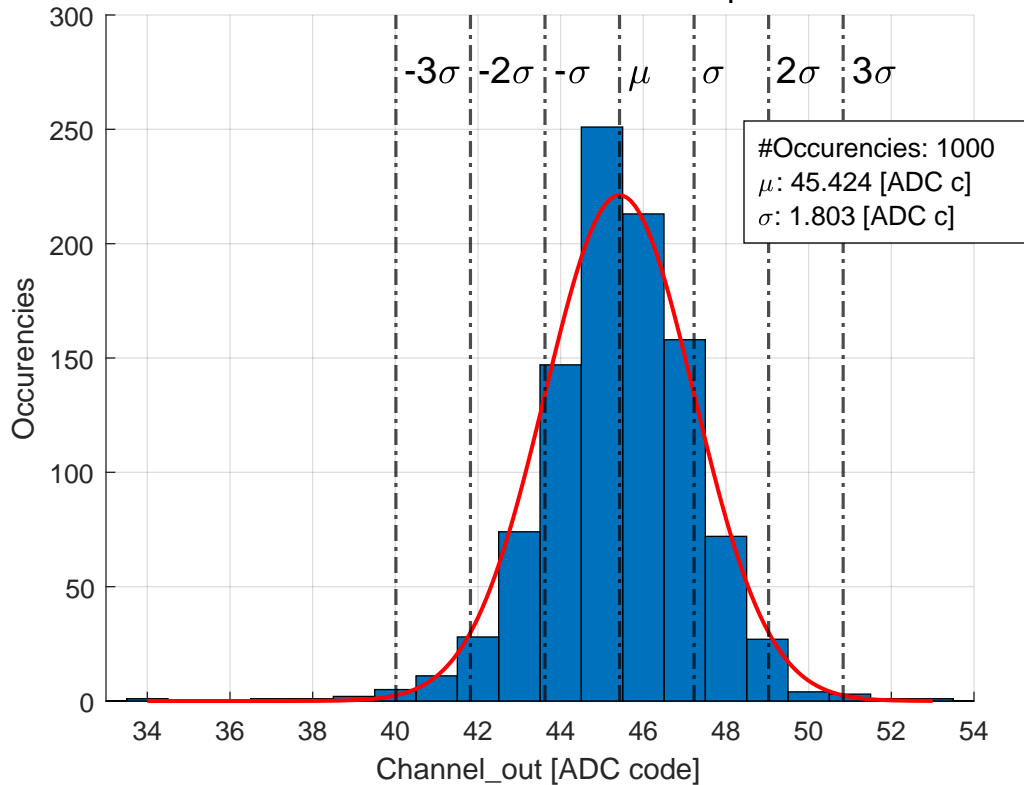 300
250
200
150
100
50
0
Occurencies
-3σ -2σ -σ μ σ 2σ 3σ
#Occurencies: 1000
μ: 45.424 [ADC c]
σ: 1.803 [ADC c]
34 36 38 40 42 44 46 48 50 52 54
Channel_out [ADC code]